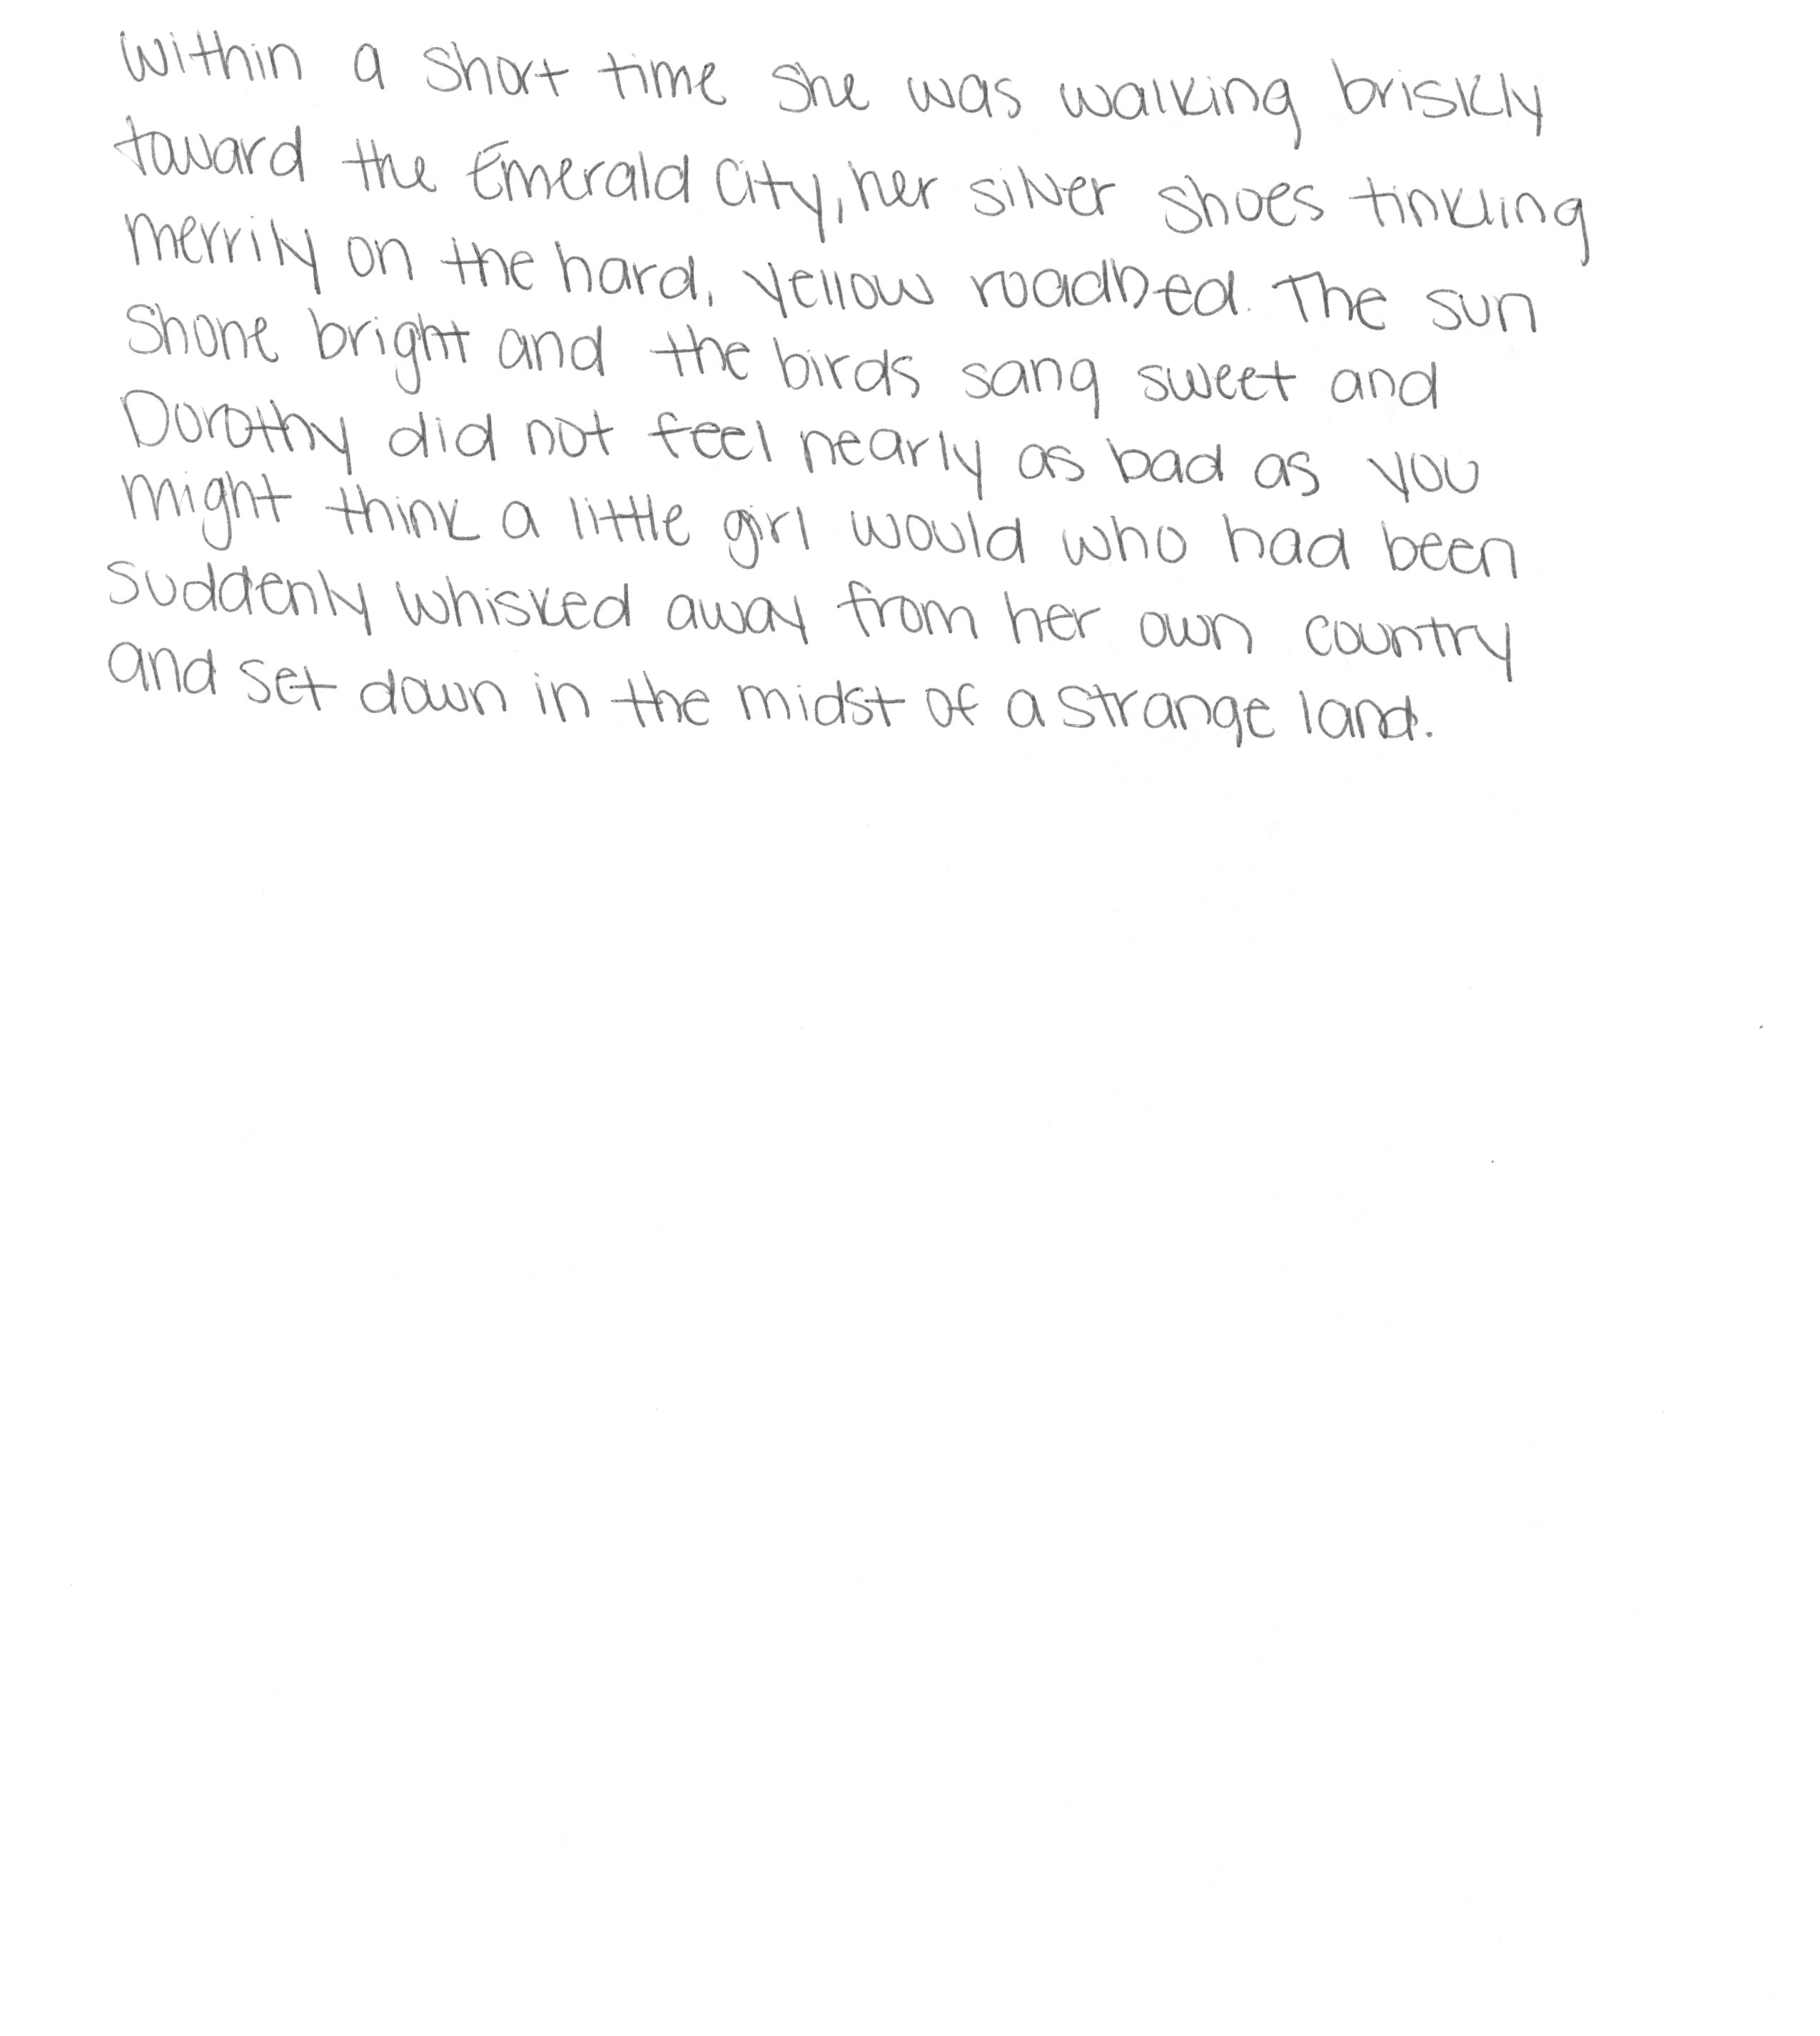 Within a short time she was walking briskly
toward the Emerald City, her silver shoes tinkling
merrily on the hard, yellow roadbed. The sun
shone bright and the birds sang sweet and
Dorothy did not feel nearly as bad as you
might think a little girl would who had been
suddenly whisked away from her own country
and set down in the midst of a strange land.